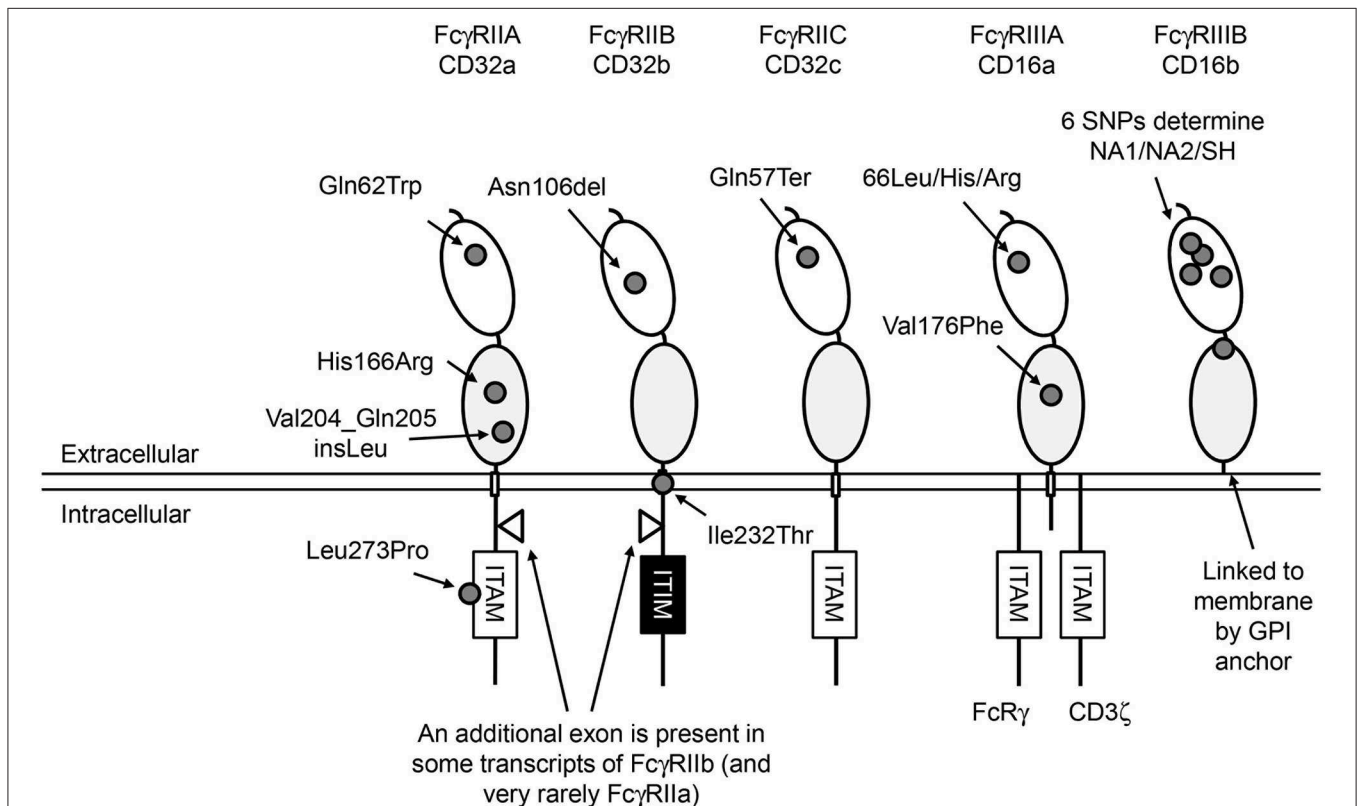 FcγRIIA
CD32a
FcγRIIB
CD32b
FcγRIIC
CD32c
FcγRIIIA
CD16a
FcγRIIIB
CD16b
6 SNPs determine
NA1/NA2/SH
Gln62Trp
Asn106del
Gln57Ter
66Leu/His/Arg
Val176Phe
His166Arg
Val204_Gln205
insLeu
Extracellular
Intracellular
Ile232Thr
Leu273Pro
ITAM
ITIM
ITAM
ITAM
ITAM
Linked to
membrane
by GPI
anchor
FcRγ
CD3ζ
An additional exon is present in
some transcripts of FcγRIIb (and
very rarely FcγRIIa)